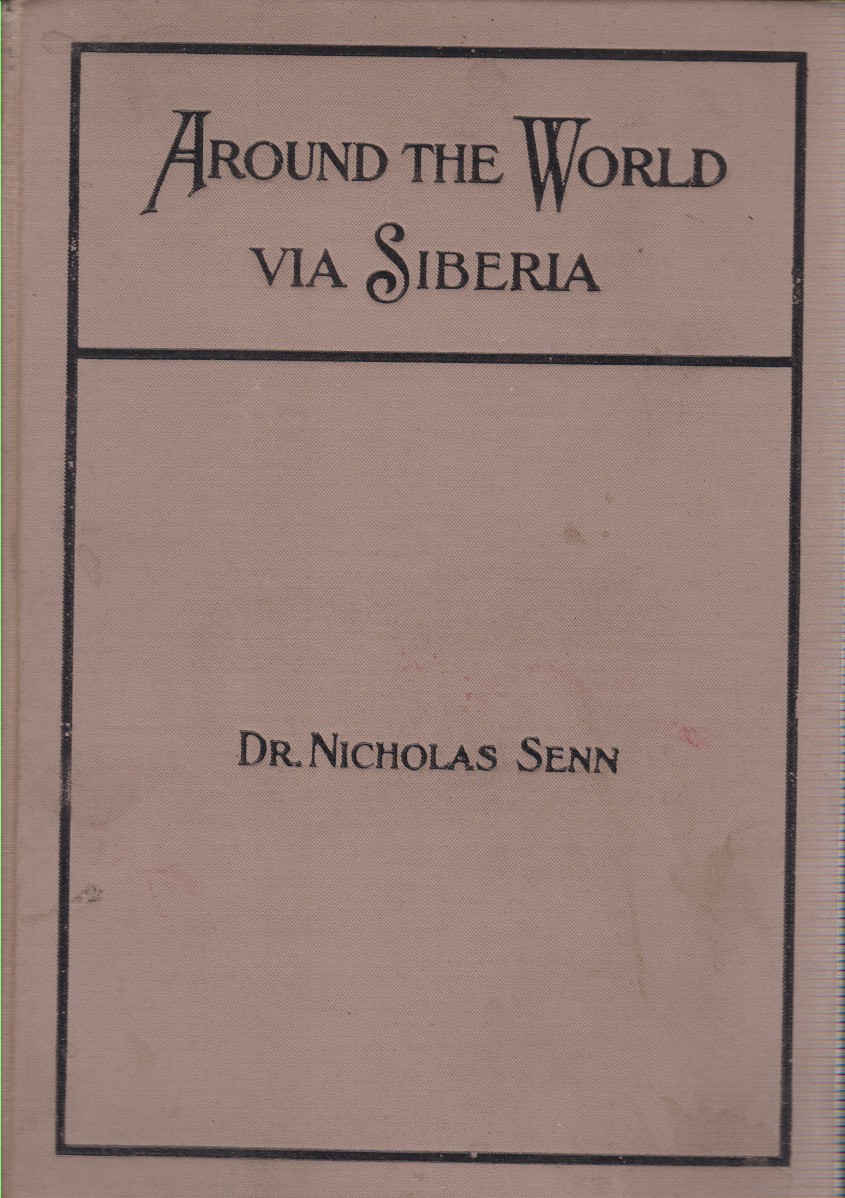 Around the World
via Siberia
Dr. Nicholas Senn